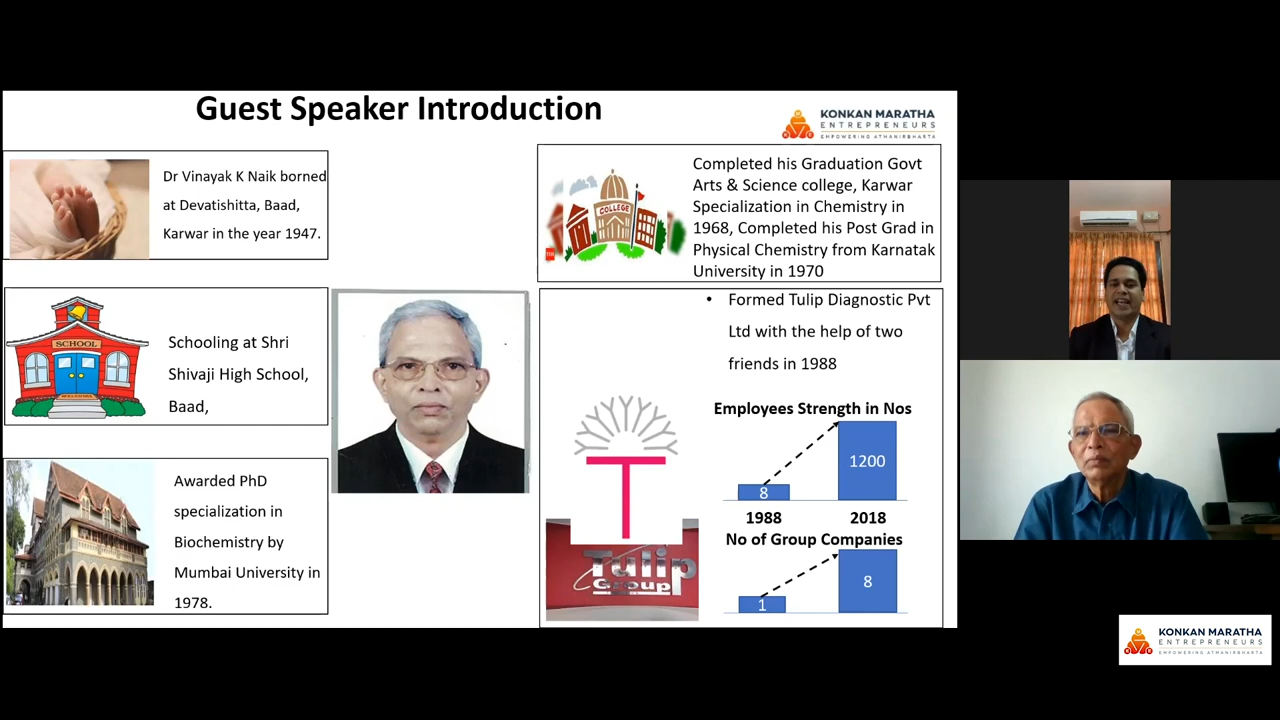 Guest Speaker Introduction
KONKAN MARATHA
ENTREPRENEURS
EMPOWERING ATMANIRBHARTA
Dr Vinayak K Naik borned
at Devatishitta, Baad,
Karwar in the year 1947.
COLLEGE
Completed his Graduation Govt
Arts & Science college, Karwar
Specialization in Chemistry in
1968, Completed his Post Grad in
Physical Chemistry from Karnatak
University in 1970
SCHOOL
Schooling at Shri
Shivaji High School,
Baad,
Awarded PhD
specialization in
Biochemistry by
Mumbai University in
1978.
• Formed Tulip Diagnostic Pvt
Ltd with the help of two
friends in 1988
T
Tulip
Group
Employees Strength in Nos
8
1200
1988
2018
No of Group Companies
1
8
KONKAN MARATHA
ENTREPRENEURS
EMPOWERING ATMANIRBHARTA